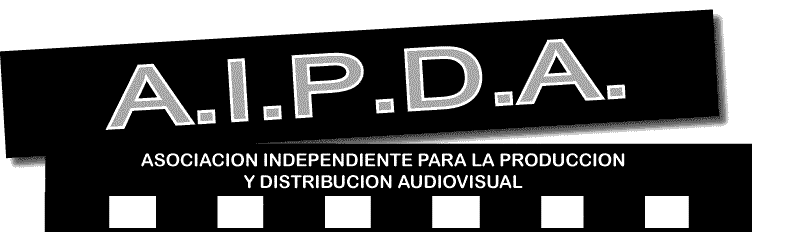 A.I.P.D.A.
ASOCIACION INDEPENDIENTE PARA LA PRODUCCION
Y DISTRIBUCION AUDIOVISUAL